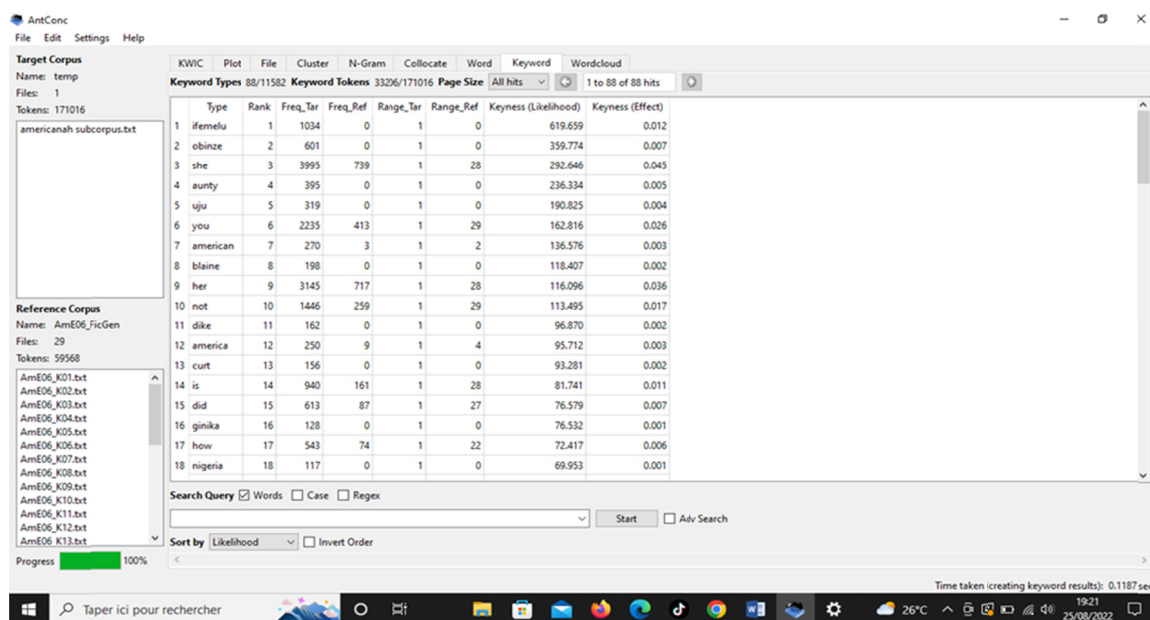 AntConc
File Edit Settings Help
Target Corpus
Name: temp
Files: 1
Tokens: 171016
americanah subcorpus.txt
Reference Corpus
Name: AmE06_FicGen
Files: 29
Tokens: 59568
AmE06_K01.txt
AmE06_K02.txt
AmE06_K03.txt
AmE06_K04.txt
AmE06_K05.txt
AmE06_K06.txt
AmE06_K07.txt
AmE06_K08.txt
AmE06_K09.txt
AmE06_K10.txt
AmE06_K11.txt
AmE06_K12.txt
AmE06_K13.txt
Progress 100%
KWIC Plot File Cluster N-Gram Collocate Word Keyword Wordcloud
Keyword Types 88/11582 Keyword Tokens 33206/171016 Page Size All hits 1 to 88 of 88 hits
Type Rank Freq_Tar Freq_Ref Range_Tar Range_Ref Keyness (Likelihood) Keyness (Effect)
1 ifemelu 1 1034 0 1 0 619.659 0.012
2 obinze 2 601 0 1 0 359.774 0.007
3 she 3 3995 739 1 28 292.646 0.045
4 aunty 4 395 0 1 0 236.334 0.005
5 uju 5 319 0 1 0 190.825 0.004
6 you 6 2235 413 1 29 162.816 0.026
7 american 7 270 3 1 2 136.576 0.003
8 blaine 8 198 0 1 0 118.407 0.002
9 her 9 3145 717 1 28 116.096 0.036
10 not 10 1446 259 1 29 113.495 0.017
11 dike 11 162 0 1 0 96.870 0.002
12 america 12 250 9 1 4 95.712 0.003
13 curt 13 156 0 1 0 93.281 0.002
14 is 14 940 161 1 28 81.741 0.011
15 did 15 613 87 1 27 76.579 0.007
16 ginika 16 128 0 1 0 76.532 0.001
17 how 17 543 74 1 22 72.417 0.006
18 nigeria 18 117 0 1 0 69.953 0.001
Search Query Words Case Regex
Start Adv Search
Sort by Likelihood Invert Order
Time taken (creating keyword results): 0.1187 sec
Taper ici pour rechercher
26°C
19:21
25/08/2022